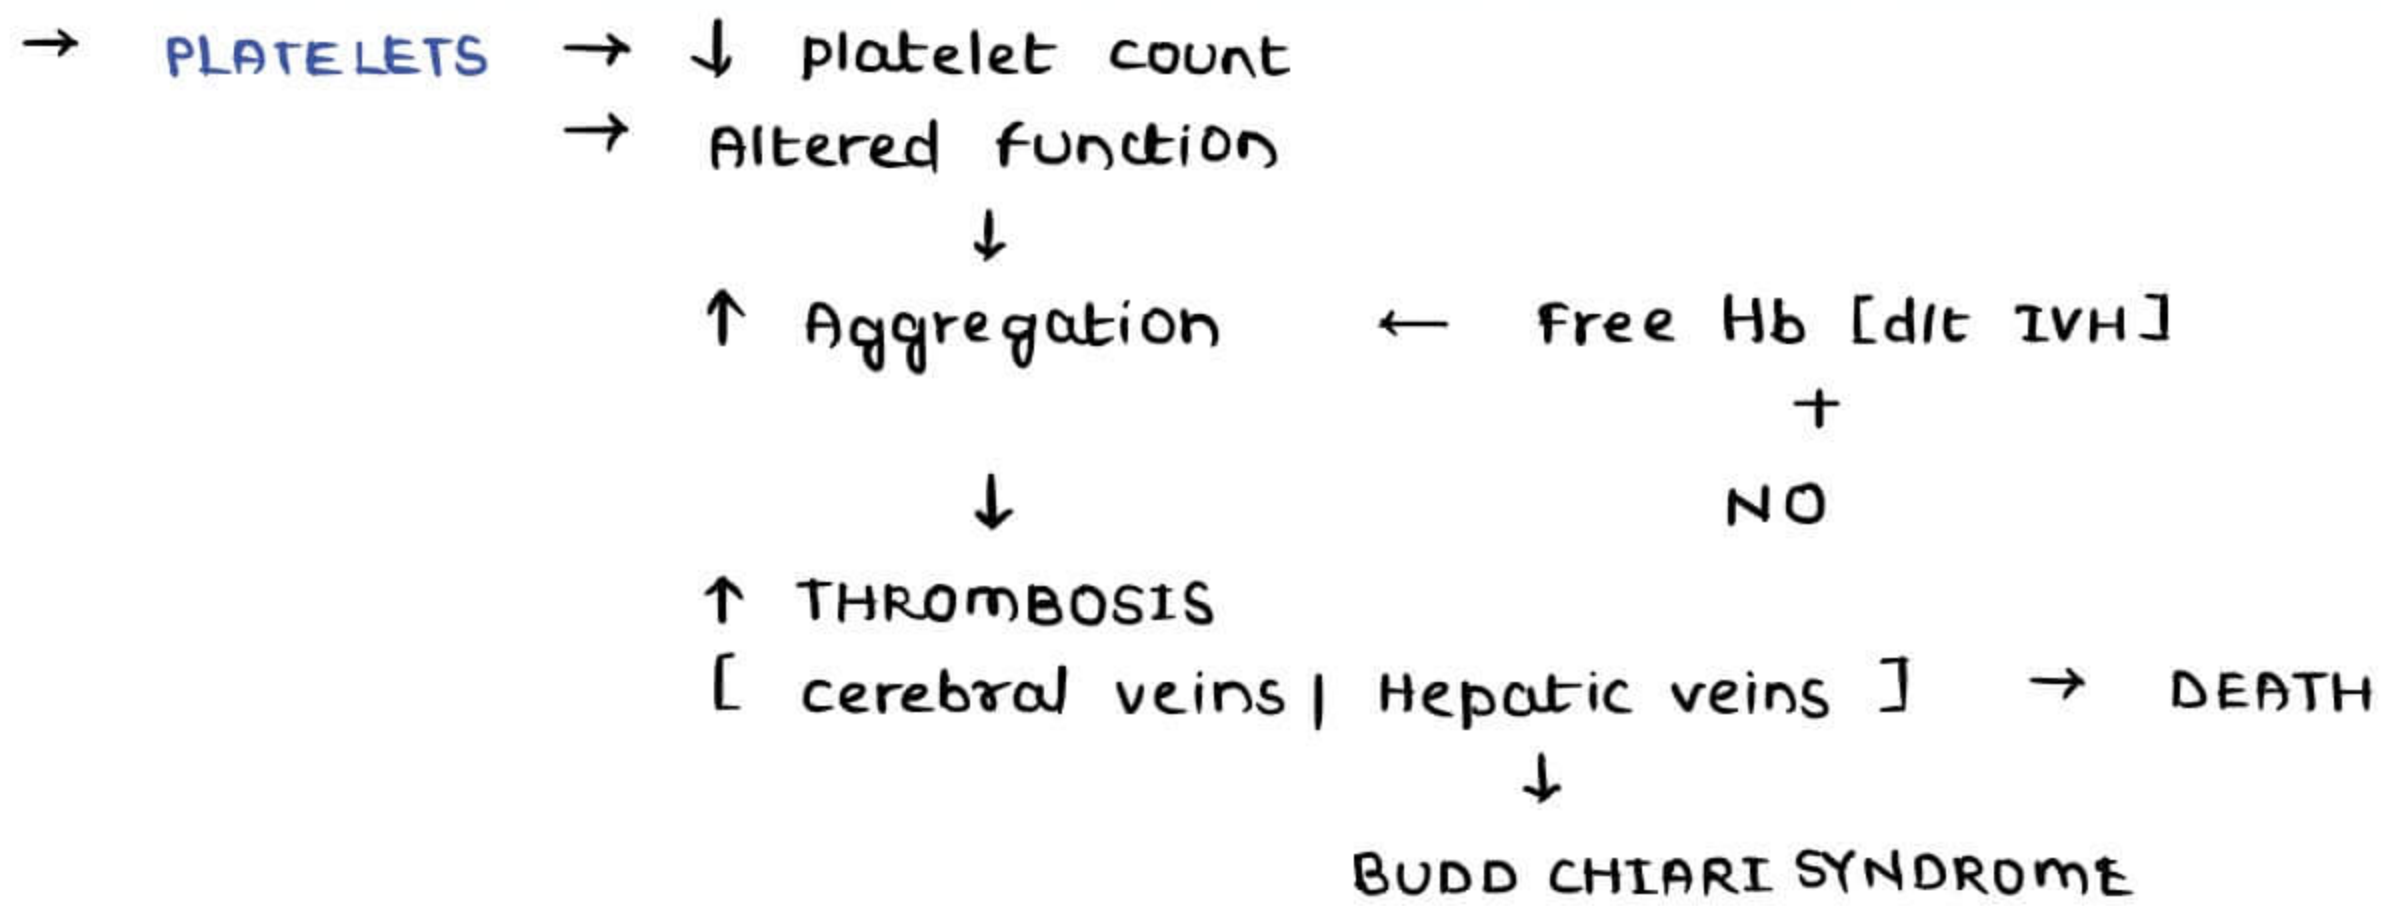 → PLATELETS → ↓ platelet count
→ Altered function
↓
↑ Aggregation ← Free Hb [d/t IVH]
+
↓ NO
↑ THROMBOSIS
[ cerebral veins | Hepatic veins ] → DEATH
↓
BUDD CHIARI SYNDROME